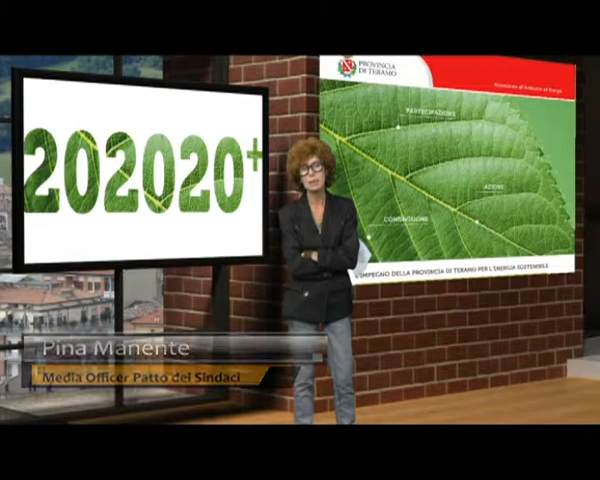 202020+
PROVINCIA
DI TERAMO
Assessorato all'Ambiente ed Energia
PARTECIPAZIONE
AZIONE
CONDIVISIONE
L'IMPEGNO DELLA PROVINCIA DI TERAMO PER L'ENERGIA SOSTENIBILE
Pina Manente
Media Officer Patto dei Sindaci